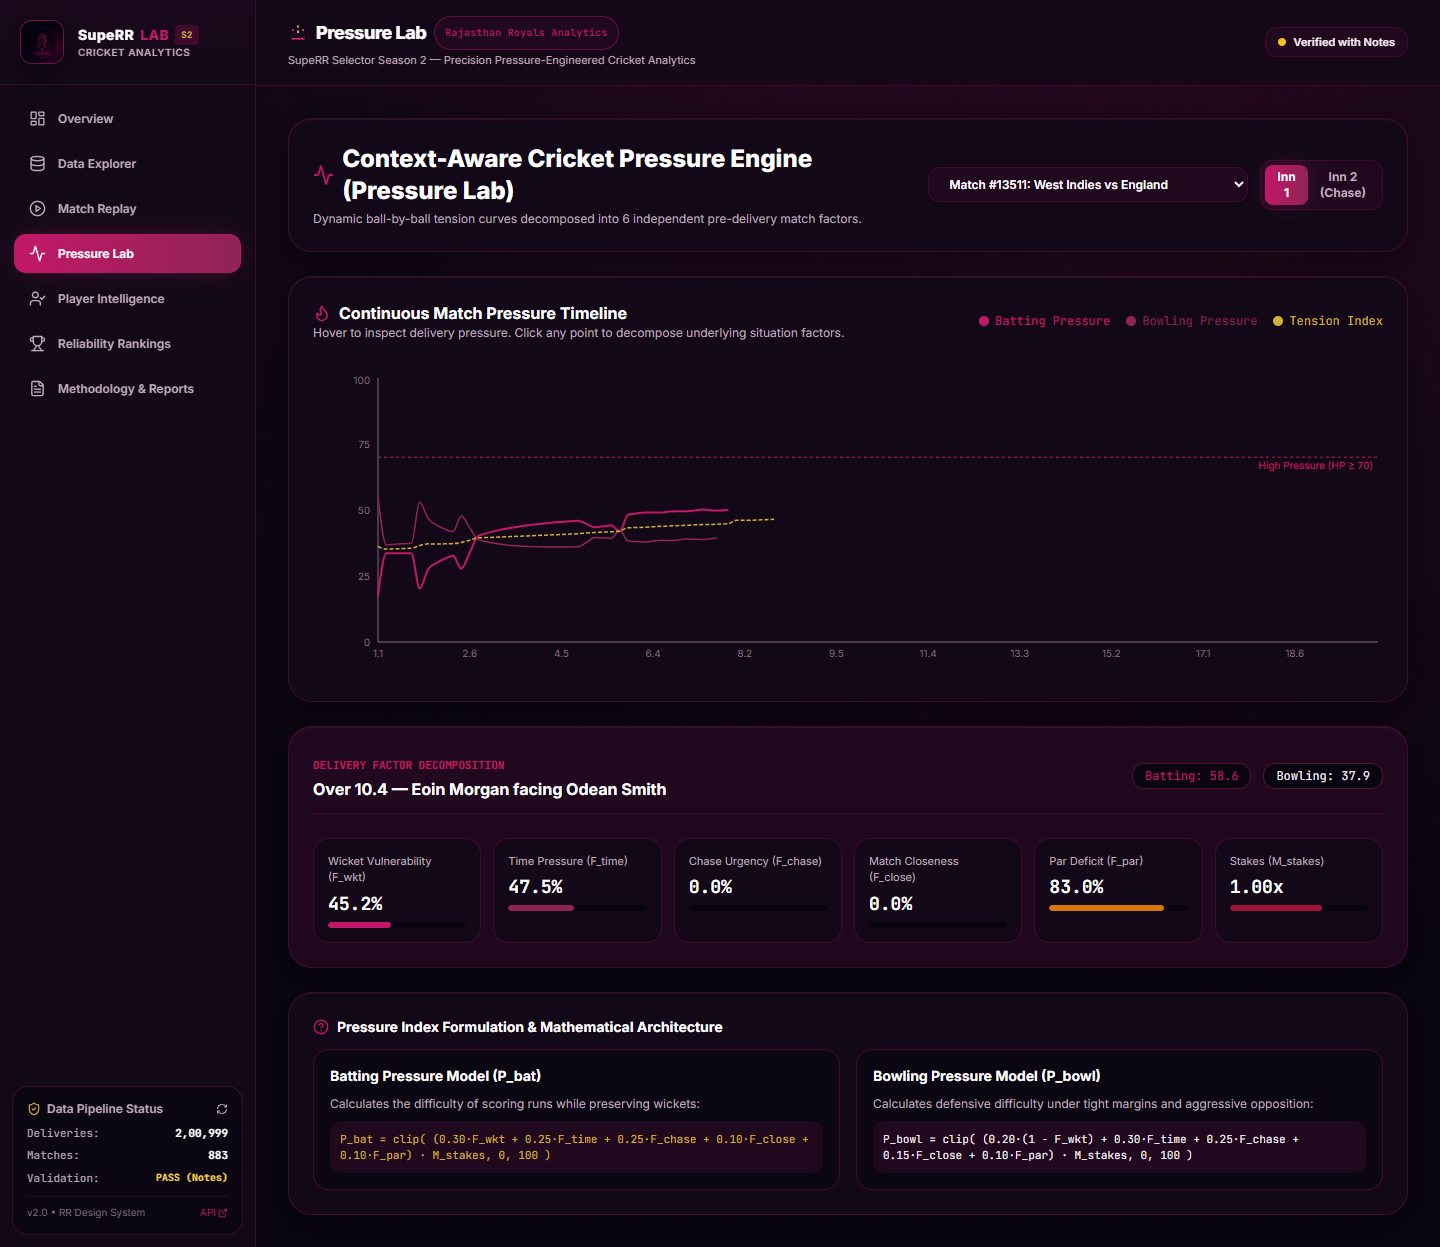 SupeRR LAB S2
CRICKET ANALYTICS
Overview
Data Explorer
Match Replay
Pressure Lab
Player Intelligence
Reliability Rankings
Methodology & Reports
Data Pipeline Status
Deliveries: 2,00,999
Matches: 883
Validation: PASS (Notes)
v2.0 • RR Design System API
Pressure Lab Rajasthan Royals Analytics
SupeRR Selector Season 2 — Precision Pressure-Engineered Cricket Analytics
Verified with Notes
Context-Aware Cricket Pressure Engine
(Pressure Lab)
Dynamic ball-by-ball tension curves decomposed into 6 independent pre-delivery match factors.
Match #13511: West Indies vs England
Inn
1
Inn 2
(Chase)
Continuous Match Pressure Timeline
Hover to inspect delivery pressure. Click any point to decompose underlying situation factors.
Batting Pressure Bowling Pressure Tension Index
100
75
High Pressure (HP ≥ 70)
50
25
0
1.1 2.6 4.5 6.4 8.2 9.5 11.4 13.3 15.2 17.1 18.6
DELIVERY FACTOR DECOMPOSITION
Over 10.4 — Eoin Morgan facing Odean Smith
Batting: 58.6 Bowling: 37.9
Wicket Vulnerability
(F_wkt)
45.2%
Time Pressure (F_time)
47.5%
Chase Urgency (F_chase)
0.0%
Match Closeness
(F_close)
0.0%
Par Deficit (F_par)
83.0%
Stakes (M_stakes)
1.00x
Pressure Index Formulation & Mathematical Architecture
Batting Pressure Model (P_bat)
Calculates the difficulty of scoring runs while preserving wickets:
P_bat = clip( (0.30·F_wkt + 0.25·F_time + 0.25·F_chase + 0.10·F_close +
0.10·F_par) · M_stakes, 0, 100 )
Bowling Pressure Model (P_bowl)
Calculates defensive difficulty under tight margins and aggressive opposition:
P_bowl = clip( (0.20·(1 - F_wkt) + 0.30·F_time + 0.25·F_chase +
0.15·F_close + 0.10·F_par) · M_stakes, 0, 100 )